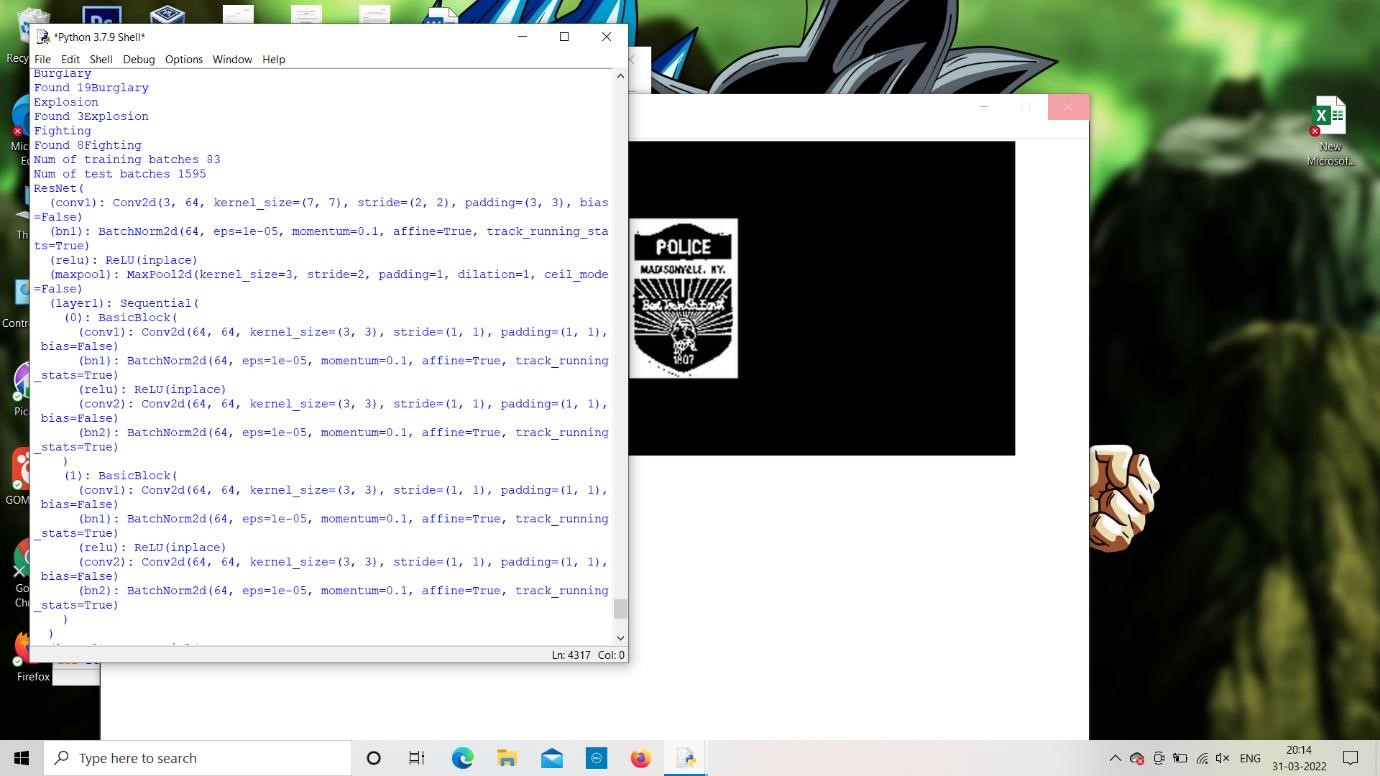 *Python 3.7.9 Shell*
File Edit Shell Debug Options Window Help
Burglary
Found 19Burglary
Explosion
Found 3Explosion
Fighting
Found 8Fighting
Num of training batches 83
Num of test batches 1595
ResNet(
(conv1): Conv2d(3, 64, kernel_size=(7, 7), stride=(2, 2), padding=(3, 3), bias
=False)
(bn1): BatchNorm2d(64, eps=1e-05, momentum=0.1, affine=True, track_running_sta
ts=True)
(relu): ReLU(inplace)
(maxpool): MaxPool2d(kernel_size=3, stride=2, padding=1, dilation=1, ceil_mode
=False)
(layer1): Sequential(
(0): BasicBlock(
(conv1): Conv2d(64, 64, kernel_size=(3, 3), stride=(1, 1), padding=(1, 1),
bias=False)
(bn1): BatchNorm2d(64, eps=1e-05, momentum=0.1, affine=True, track_running
_stats=True)
(relu): ReLU(inplace)
(conv2): Conv2d(64, 64, kernel_size=(3, 3), stride=(1, 1), padding=(1, 1),
bias=False)
(bn2): BatchNorm2d(64, eps=1e-05, momentum=0.1, affine=True, track_running
_stats=True)
)
(1): BasicBlock(
(conv1): Conv2d(64, 64, kernel_size=(3, 3), stride=(1, 1), padding=(1, 1),
bias=False)
(bn1): BatchNorm2d(64, eps=1e-05, momentum=0.1, affine=True, track_running
_stats=True)
(relu): ReLU(inplace)
(conv2): Conv2d(64, 64, kernel_size=(3, 3), stride=(1, 1), padding=(1, 1),
bias=False)
(bn2): BatchNorm2d(64, eps=1e-05, momentum=0.1, affine=True, track_running
_stats=True)
)
)
Ln: 4317 Col: 0
POLICE
1807
New
Microsof...
Firefox
Type here to search
ENG
20:14
31-03-2022